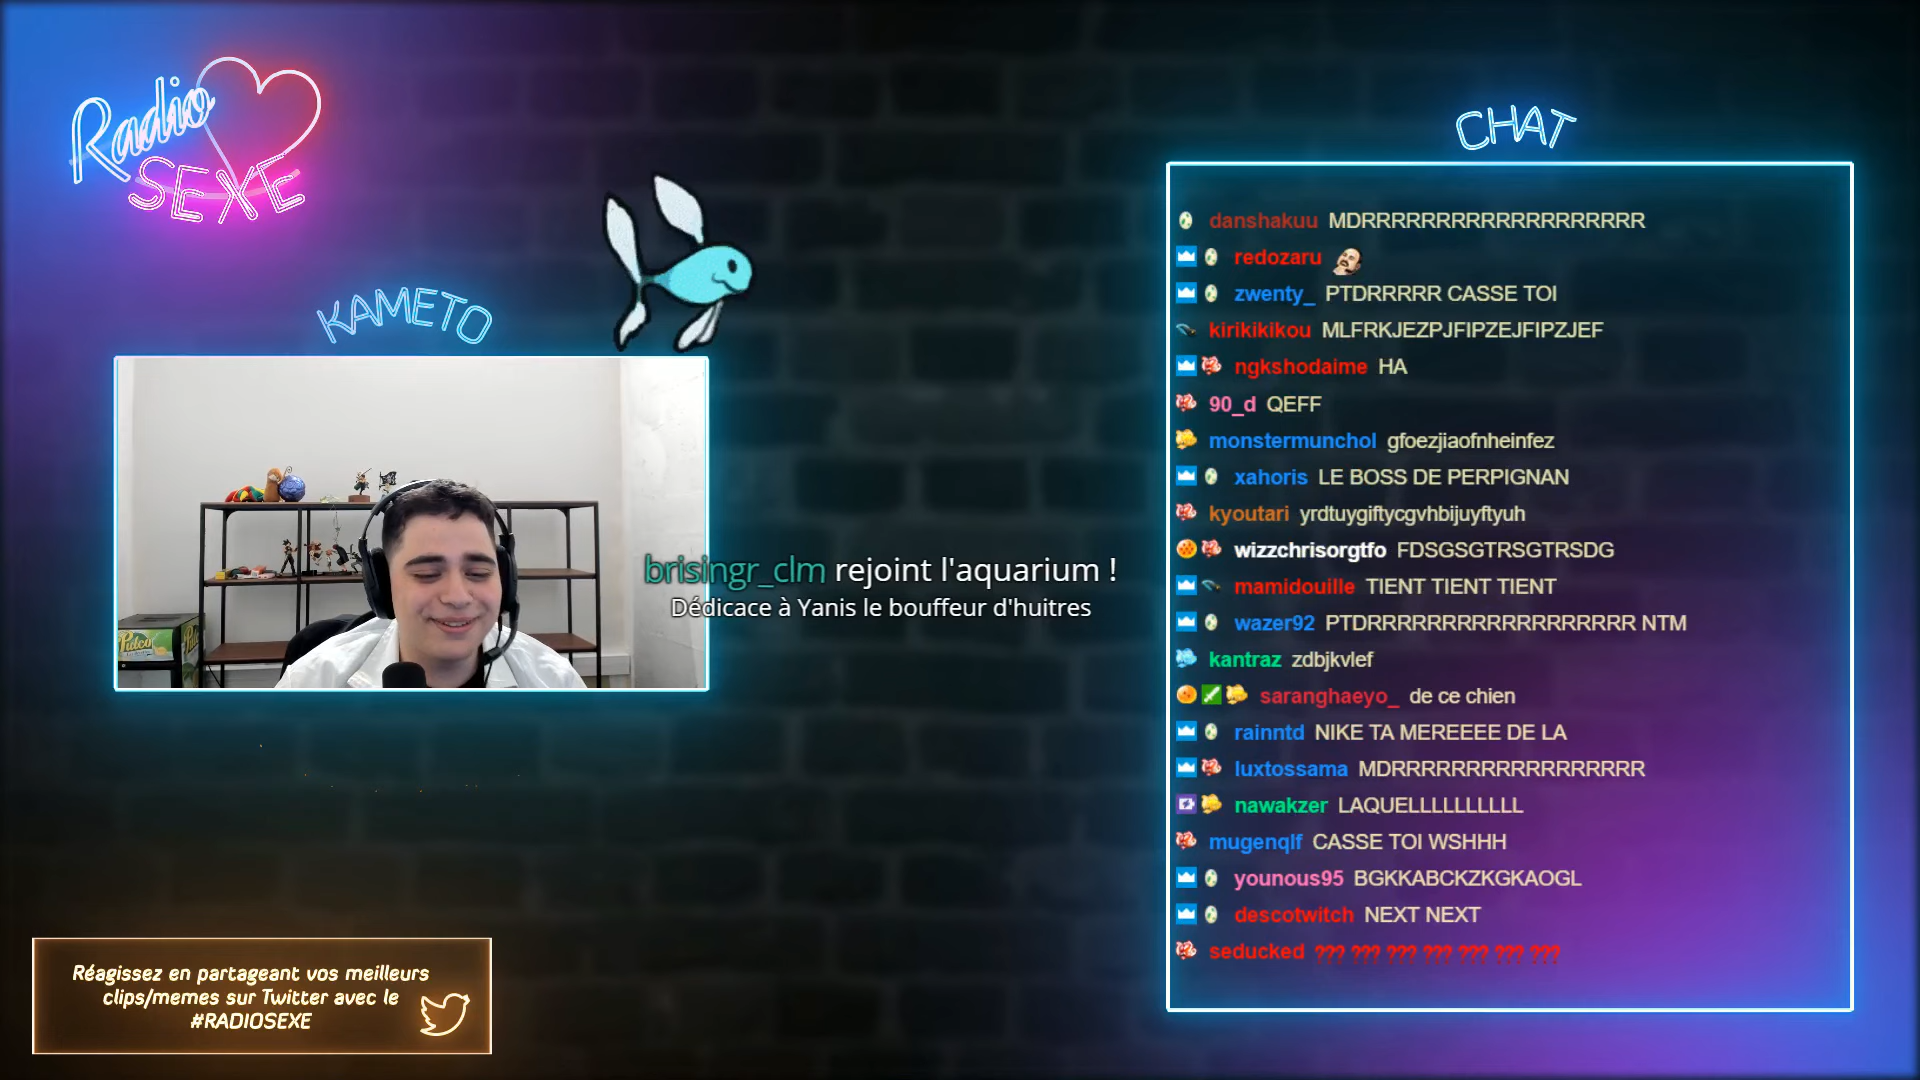 Radio
SEXE
KAMETO
Pulco
Pulc
brisingr_clm rejoint l'aquarium !
Dédicace à Yanis le bouffeur d'huitres
Réagissez en partageant vos meilleurs
clips/memes sur Twitter avec le
#RADIOSEXE
CHAT
danshakuu MDRRRRRRRRRRRRRRRRRRR
redozaru
zwenty_ PTDRRRRR CASSE TOI
kirikikikou MLFRKJEZPJFIPZEJFIPZJEF
ngkshodaime HA
90_d QEFF
monstermunchol gfoezjiaofnheinfez
xahoris LE BOSS DE PERPIGNAN
kyoutari yrdtuygiftycgvhbijuyftyuh
wizzchrisorgtfo FDSGSGTRSGTRSDG
mamidouille TIENT TIENT TIENT
wazer92 PTDRRRRRRRRRRRRRRRRRR NTM
kantraz zdbjkvlef
saranghaeyo_ de ce chien
rainntd NIKE TA MEREEEE DE LA
luxtossama MDRRRRRRRRRRRRRRRRR
nawakzer LAQUELLLLLLLLLL
mugenqlf CASSE TOI WSHHH
younous95 BGKKABCKZKGKAOGL
descotwitch NEXT NEXT
seducked ??? ??? ??? ??? ??? ??? ???